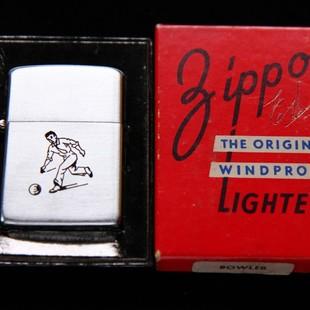 Zippo
THE ORIGIN
WINDPRO
LIGHTE
BOWLER